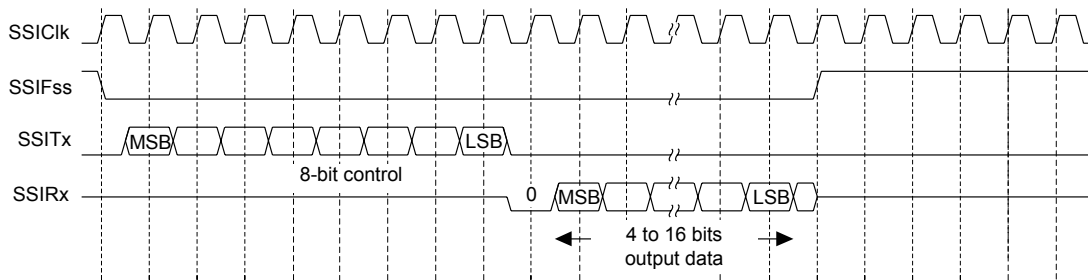 SSIClk
SSIFss
SSITx
MSB
LSB
8-bit control
SSIRx
0
MSB
LSB
4 to 16 bits
output data